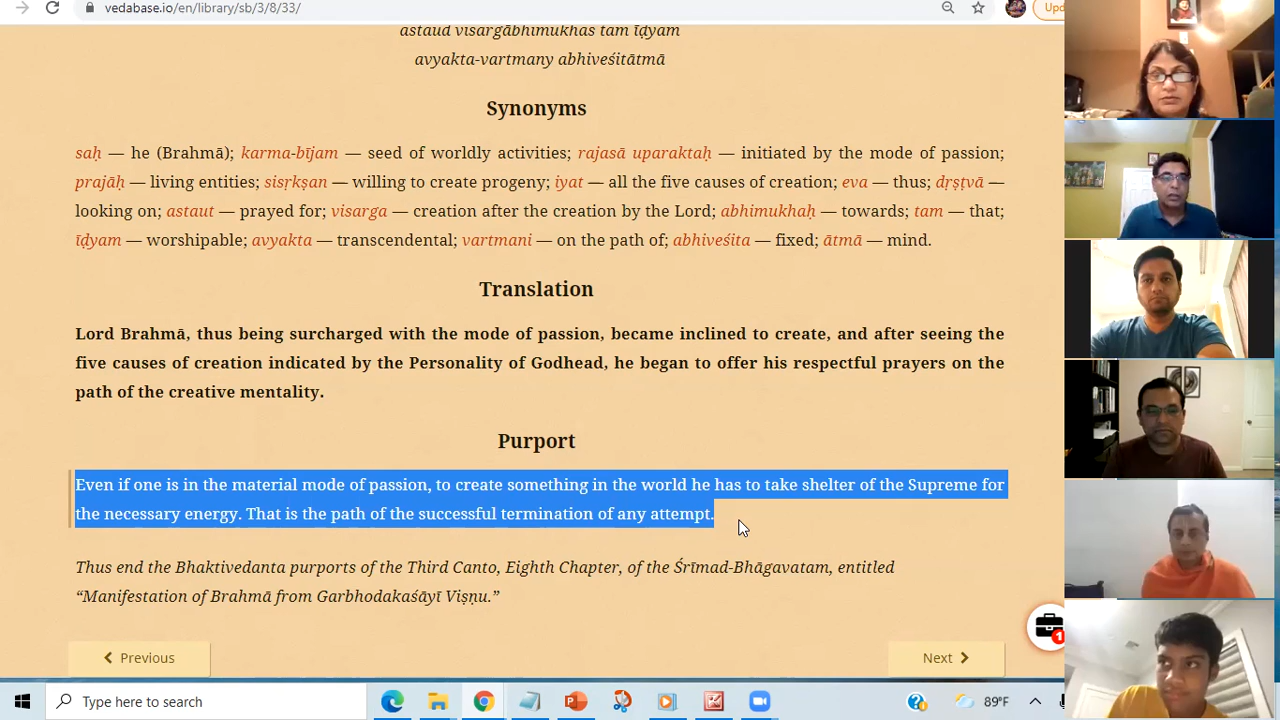 vedabase.io/en/library/sb/3/8/33/
Upd
astaud visargābhimukhas tam īḍyam
avyakta-vartmany abhiveśitātmā
Synonyms
saḥ — he (Brahmā); karma-bījam — seed of worldly activities; rajasā uparaktaḥ — initiated by the mode of passion;
prajāḥ — living entities; sisṛkṣan — willing to create progeny; iyat — all the five causes of creation; eva — thus; dṛṣṭvā —
looking on; astaut — prayed for; visarga — creation after the creation by the Lord; abhimukhaḥ — towards; tam — that;
īḍyam — worshipable; avyakta — transcendental; vartmani — on the path of; abhiveśita — fixed; ātmā — mind.
Translation
Lord Brahmā, thus being surcharged with the mode of passion, became inclined to create, and after seeing the
five causes of creation indicated by the Personality of Godhead, he began to offer his respectful prayers on the
path of the creative mentality.
Purport
Even if one is in the material mode of passion, to create something in the world he has to take shelter of the Supreme for
the necessary energy. That is the path of the successful termination of any attempt.
Thus end the Bhaktivedanta purports of the Third Canto, Eighth Chapter, of the Śrīmad-Bhāgavatam, entitled
“Manifestation of Brahmā from Garbhodakaśāyī Viṣṇu.”
1
Previous
Next
Type here to search
89°F